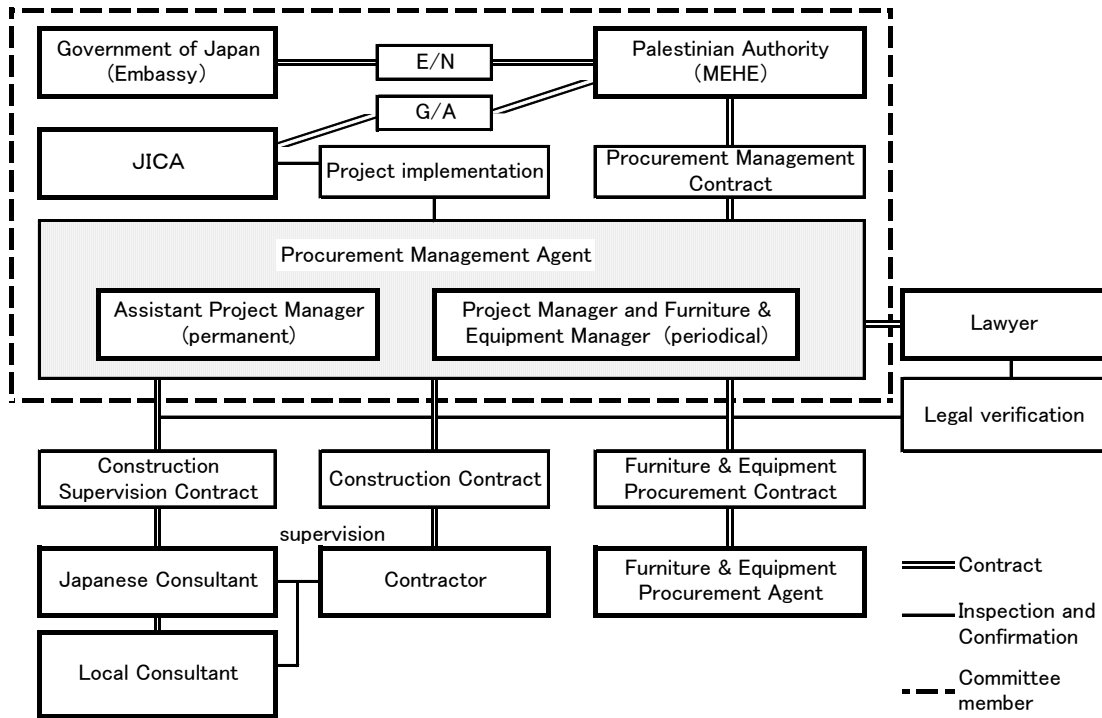 Government of Japan
(Embassy)
E/N
Palestinian Authority
(MEHE)
G/A
JICA
Project implementation
Procurement Management
Contract
Procurement Management Agent
Assistant Project Manager
(permanent)
Project Manager and Furniture &
Equipment Manager (periodical)
Lawyer
Legal verification
Construction
Supervision Contract
Construction Contract
Furniture & Equipment
Procurement Contract
supervision
Japanese Consultant
Contractor
Furniture & Equipment
Procurement Agent
Local Consultant
Contract
Inspection and
Confirmation
Committee
member